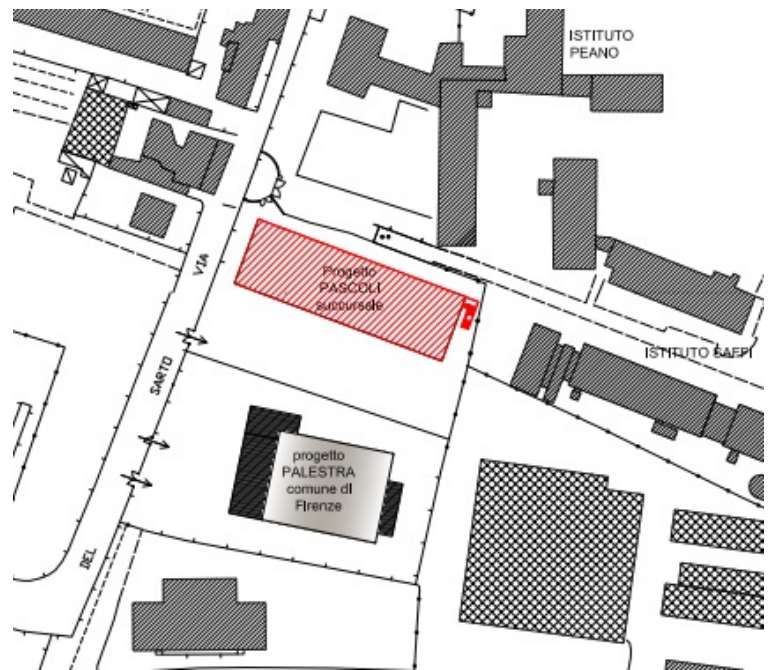 ISTITUTO
PEANO
VIA
Progetto
PASCOLI
succursale
ISTITUTO SAFFI
SARTO
progetto
PALESTRA
comune di
Firenze
DEL